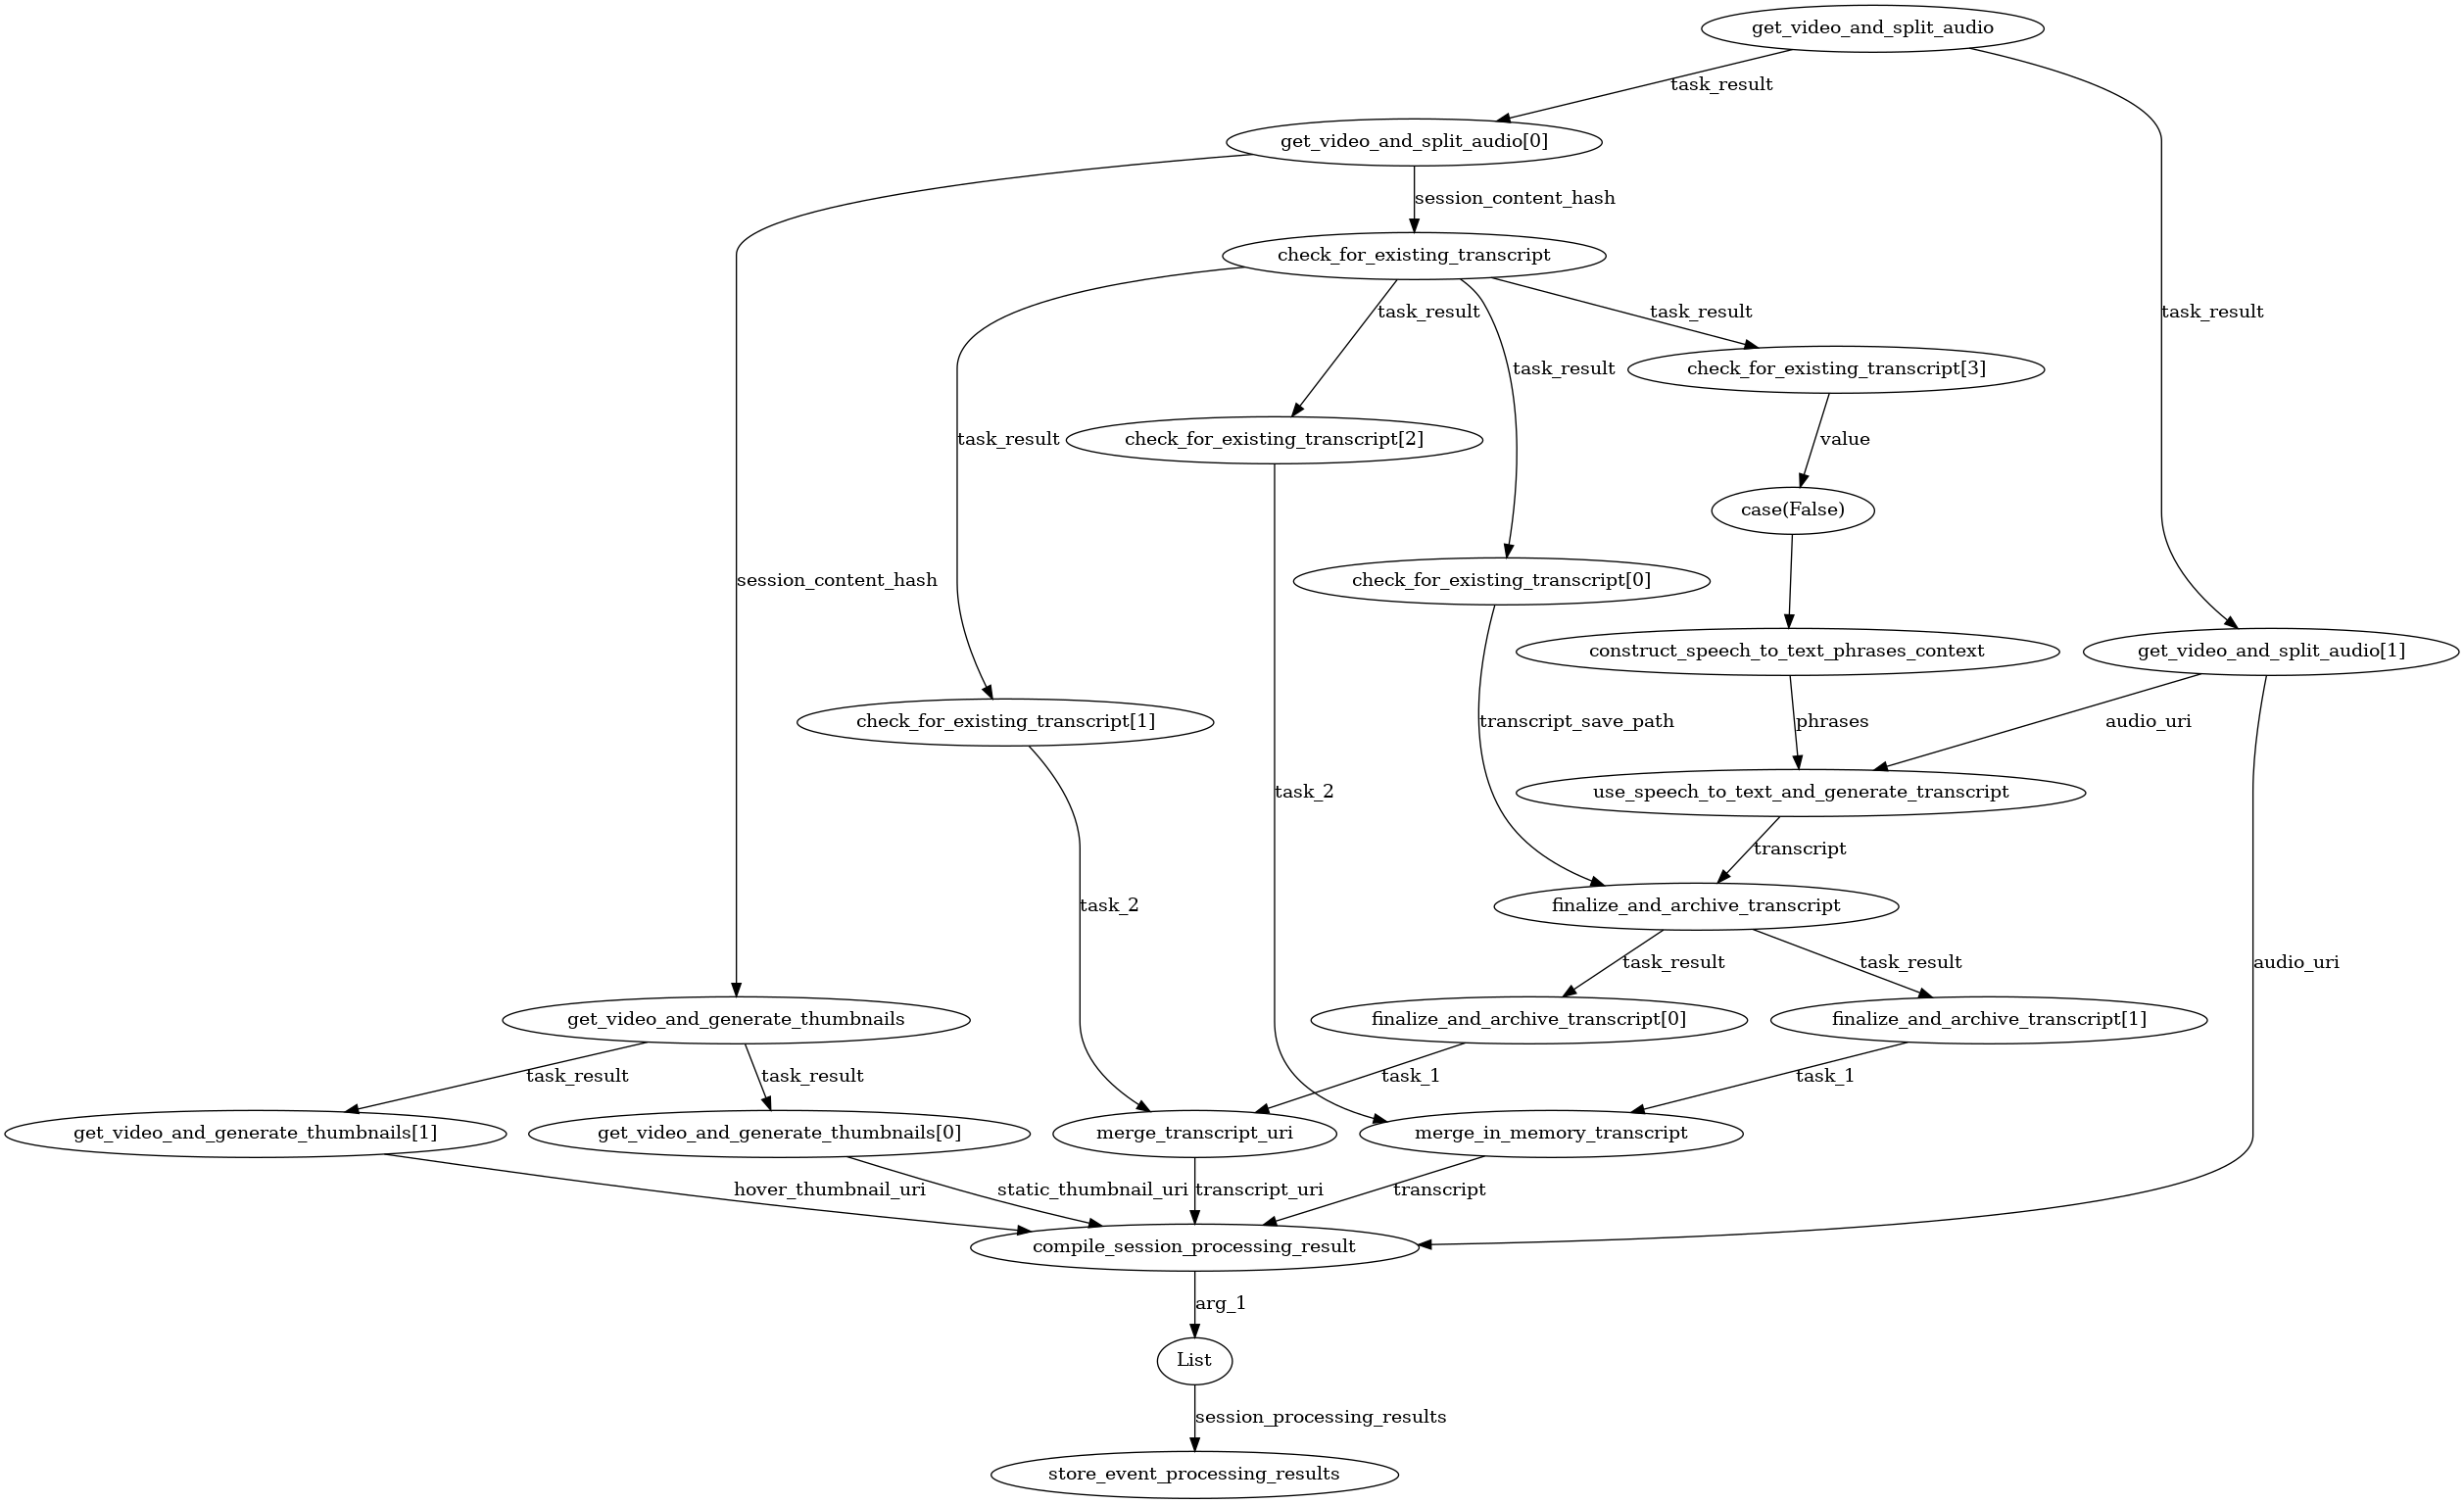 get_video_and_split_audio
task_result
get_video_and_split_audio[0]
session_content_hash
check_for_existing_transcript
task_result
task_result
task_result
task_result
check_for_existing_transcript[3]
task_result
check_for_existing_transcript[2]
value
case(False)
session_content_hash
check_for_existing_transcript[0]
construct_speech_to_text_phrases_context
get_video_and_split_audio[1]
check_for_existing_transcript[1]
transcript_save_path
phrases
audio_uri
task_2
use_speech_to_text_and_generate_transcript
transcript
task_2
finalize_and_archive_transcript
task_result
task_result
audio_uri
get_video_and_generate_thumbnails
finalize_and_archive_transcript[0]
finalize_and_archive_transcript[1]
task_result
task_result
task_1
task_1
get_video_and_generate_thumbnails[1]
get_video_and_generate_thumbnails[0]
merge_transcript_uri
merge_in_memory_transcript
hover_thumbnail_uri
static_thumbnail_uri
transcript_uri
transcript
compile_session_processing_result
arg_1
List
session_processing_results
store_event_processing_results